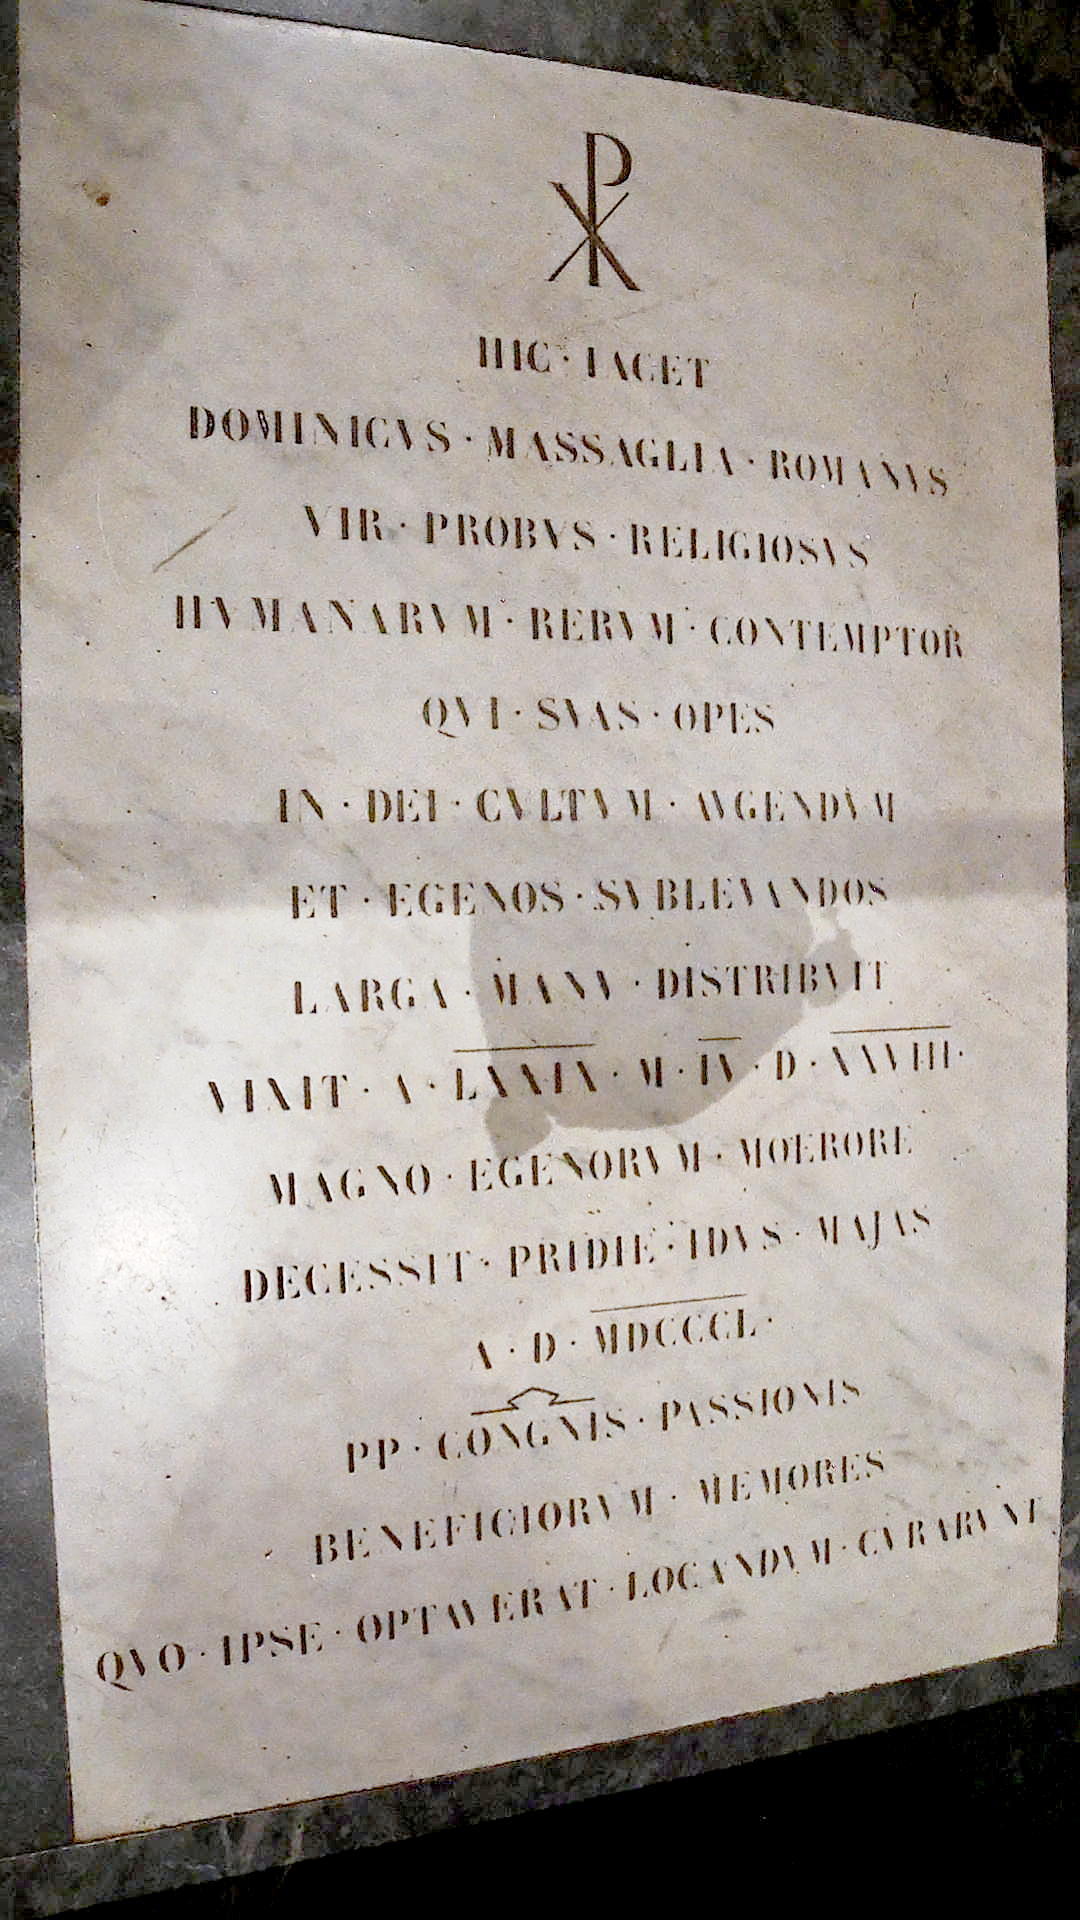 HIC · IACET
DOMINICVS · MASSAGLIA · ROMANVS
VIR · PROBVS · RELIGIOSVS
HVMANARVM · RERVM · CONTEMPTOR
QVI · SVAS · OPES
IN · DEI · CVLTVM · AVGENDVM
ET · EGENOS · SVBLEVANDOS
LARGA · MANV · DISTRIBVIT
VIXIT · A · LXXIX · M · IV · D · XXVIII ·
MAGNO · EGENORVM · MOERORE
DECESSIT · PRIDIE · IDVS · MAJAS
A · D · MDCCCL ·
PP · CONGNIS · PASSIONIS
BENEFICIORVM · MEMORES
QVO · IPSE · OPTAVERAT · LOCANDVM · CVRARVNT